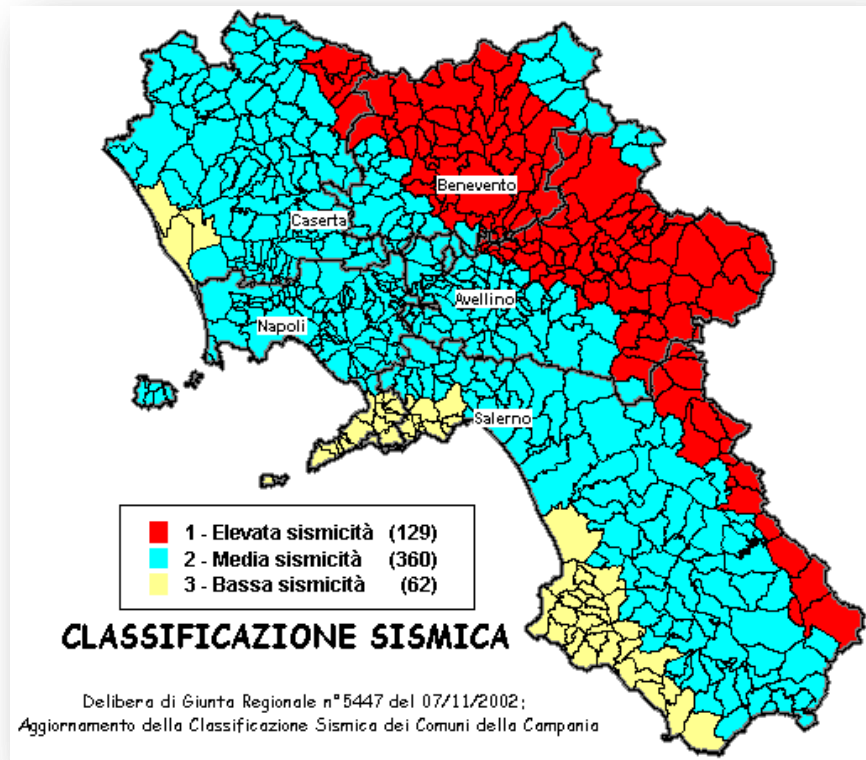 Benevento
Caserta
Avellino
Napoli
Salerno
1 - Elevata sismicità (129)
2 - Media sismicità (360)
3 - Bassa sismicità (62)
CLASSIFICAZIONE SISMICA
Delibera di Giunta Regionale n°5447 del 07/11/2002;
Aggiornamento della Classificazione Sismica dei Comuni della Campania